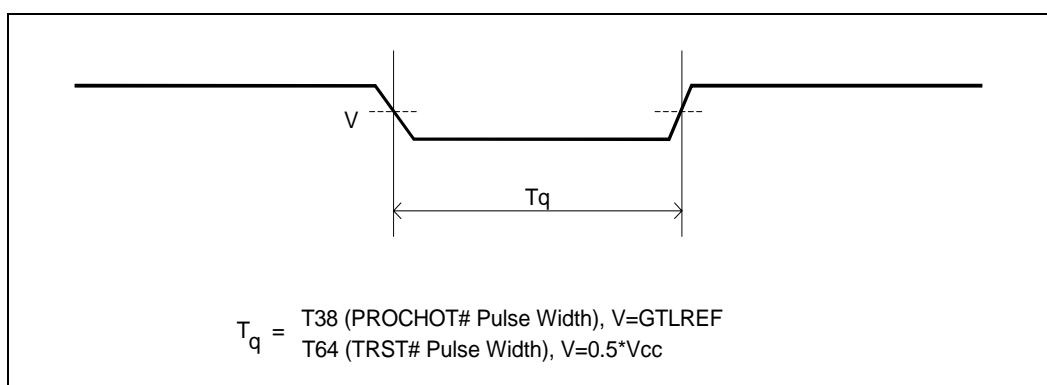 V
Tq
T38 (PROCHOT# Pulse Width), V=GTLREF
Tq =
T64 (TRST# Pulse Width), V=0.5*Vcc